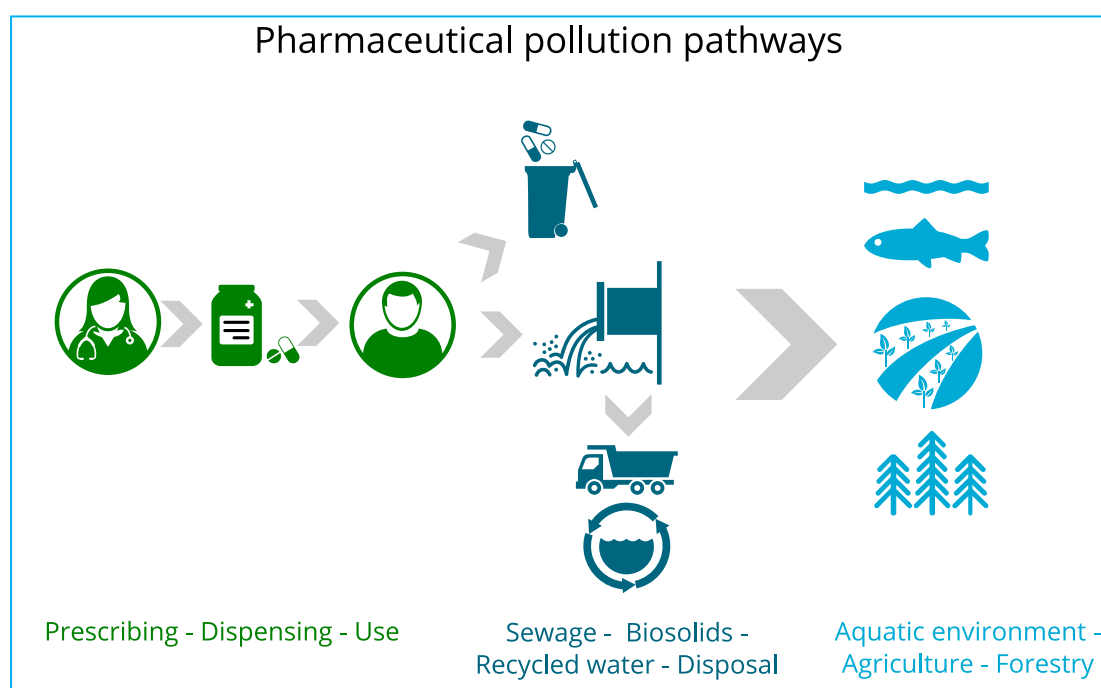 Pharmaceutical pollution pathways
Prescribing - Dispensing - Use
Sewage - Biosolids -
Recycled water - Disposal
Aquatic environment -
Agriculture - Forestry